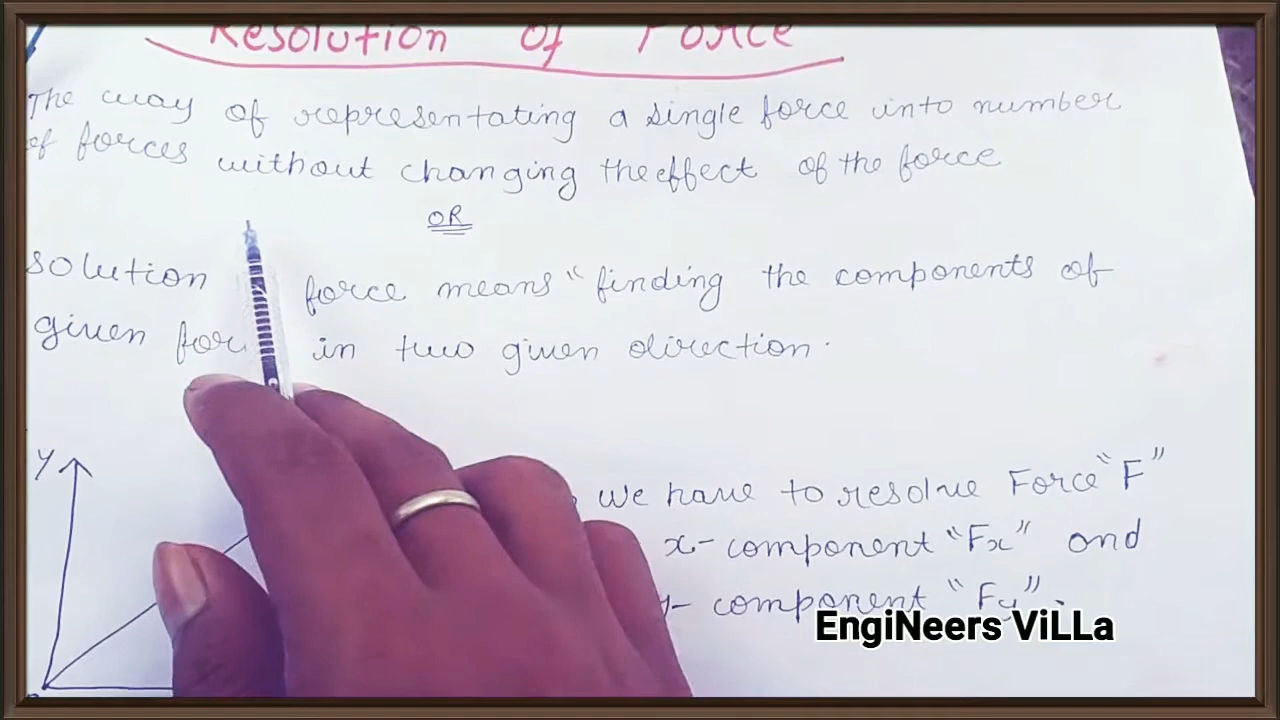 Resolution of Force
The way of representating a single force into number
of forces without changing the effect of the force
OR
solution force means "finding the components of
given in two given direction.
Y
we have to resolve Force "F"
x-component "Fx" and
y- component "Fy".
EngiNeers ViLLa